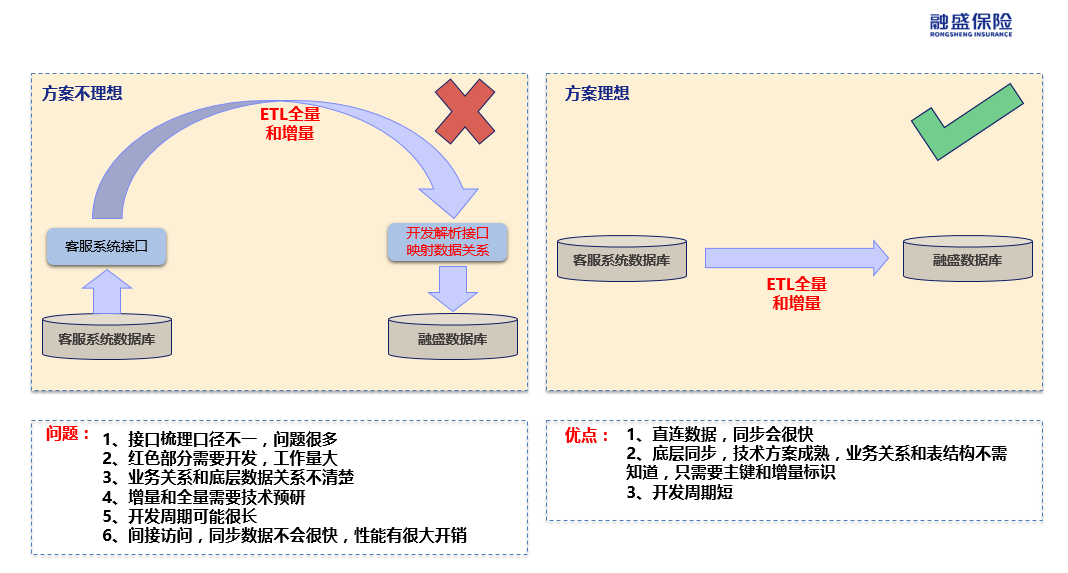 融盛保险
RONGSHENG INSURANCE
方案不理想
ETL全量
和增量
客服系统接口
开发解析接口
映射数据关系
客服系统数据库
融盛数据库
方案理想
客服系统数据库
融盛数据库
ETL全量
和增量
问题：
1、接口梳理口径不一，问题很多
2、红色部分需要开发，工作量大
3、业务关系和底层数据关系不清楚
4、增量和全量需要技术预研
5、开发周期可能很长
6、间接访问，同步数据不会很快，性能有很大开销
优点：
1、直连数据，同步会很快
2、底层同步，技术方案成熟，业务关系和表结构不需
知道，只需要主键和增量标识
3、开发周期短